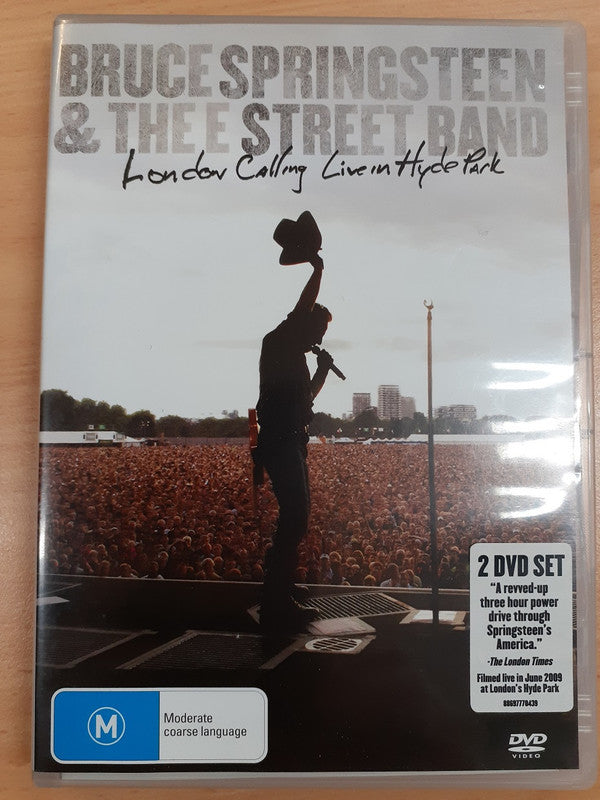 BRUCE SPRINGSTEEN
& THE E STREET BAND
London Calling Live in Hyde Park
2 DVD SET
"A revved-up
three hour power
drive through
Springsteen's
America."
-The London Times
Filmed live in June 2009
at London's Hyde Park
88697770439
M
Moderate
coarse language
DVD
VIDEO